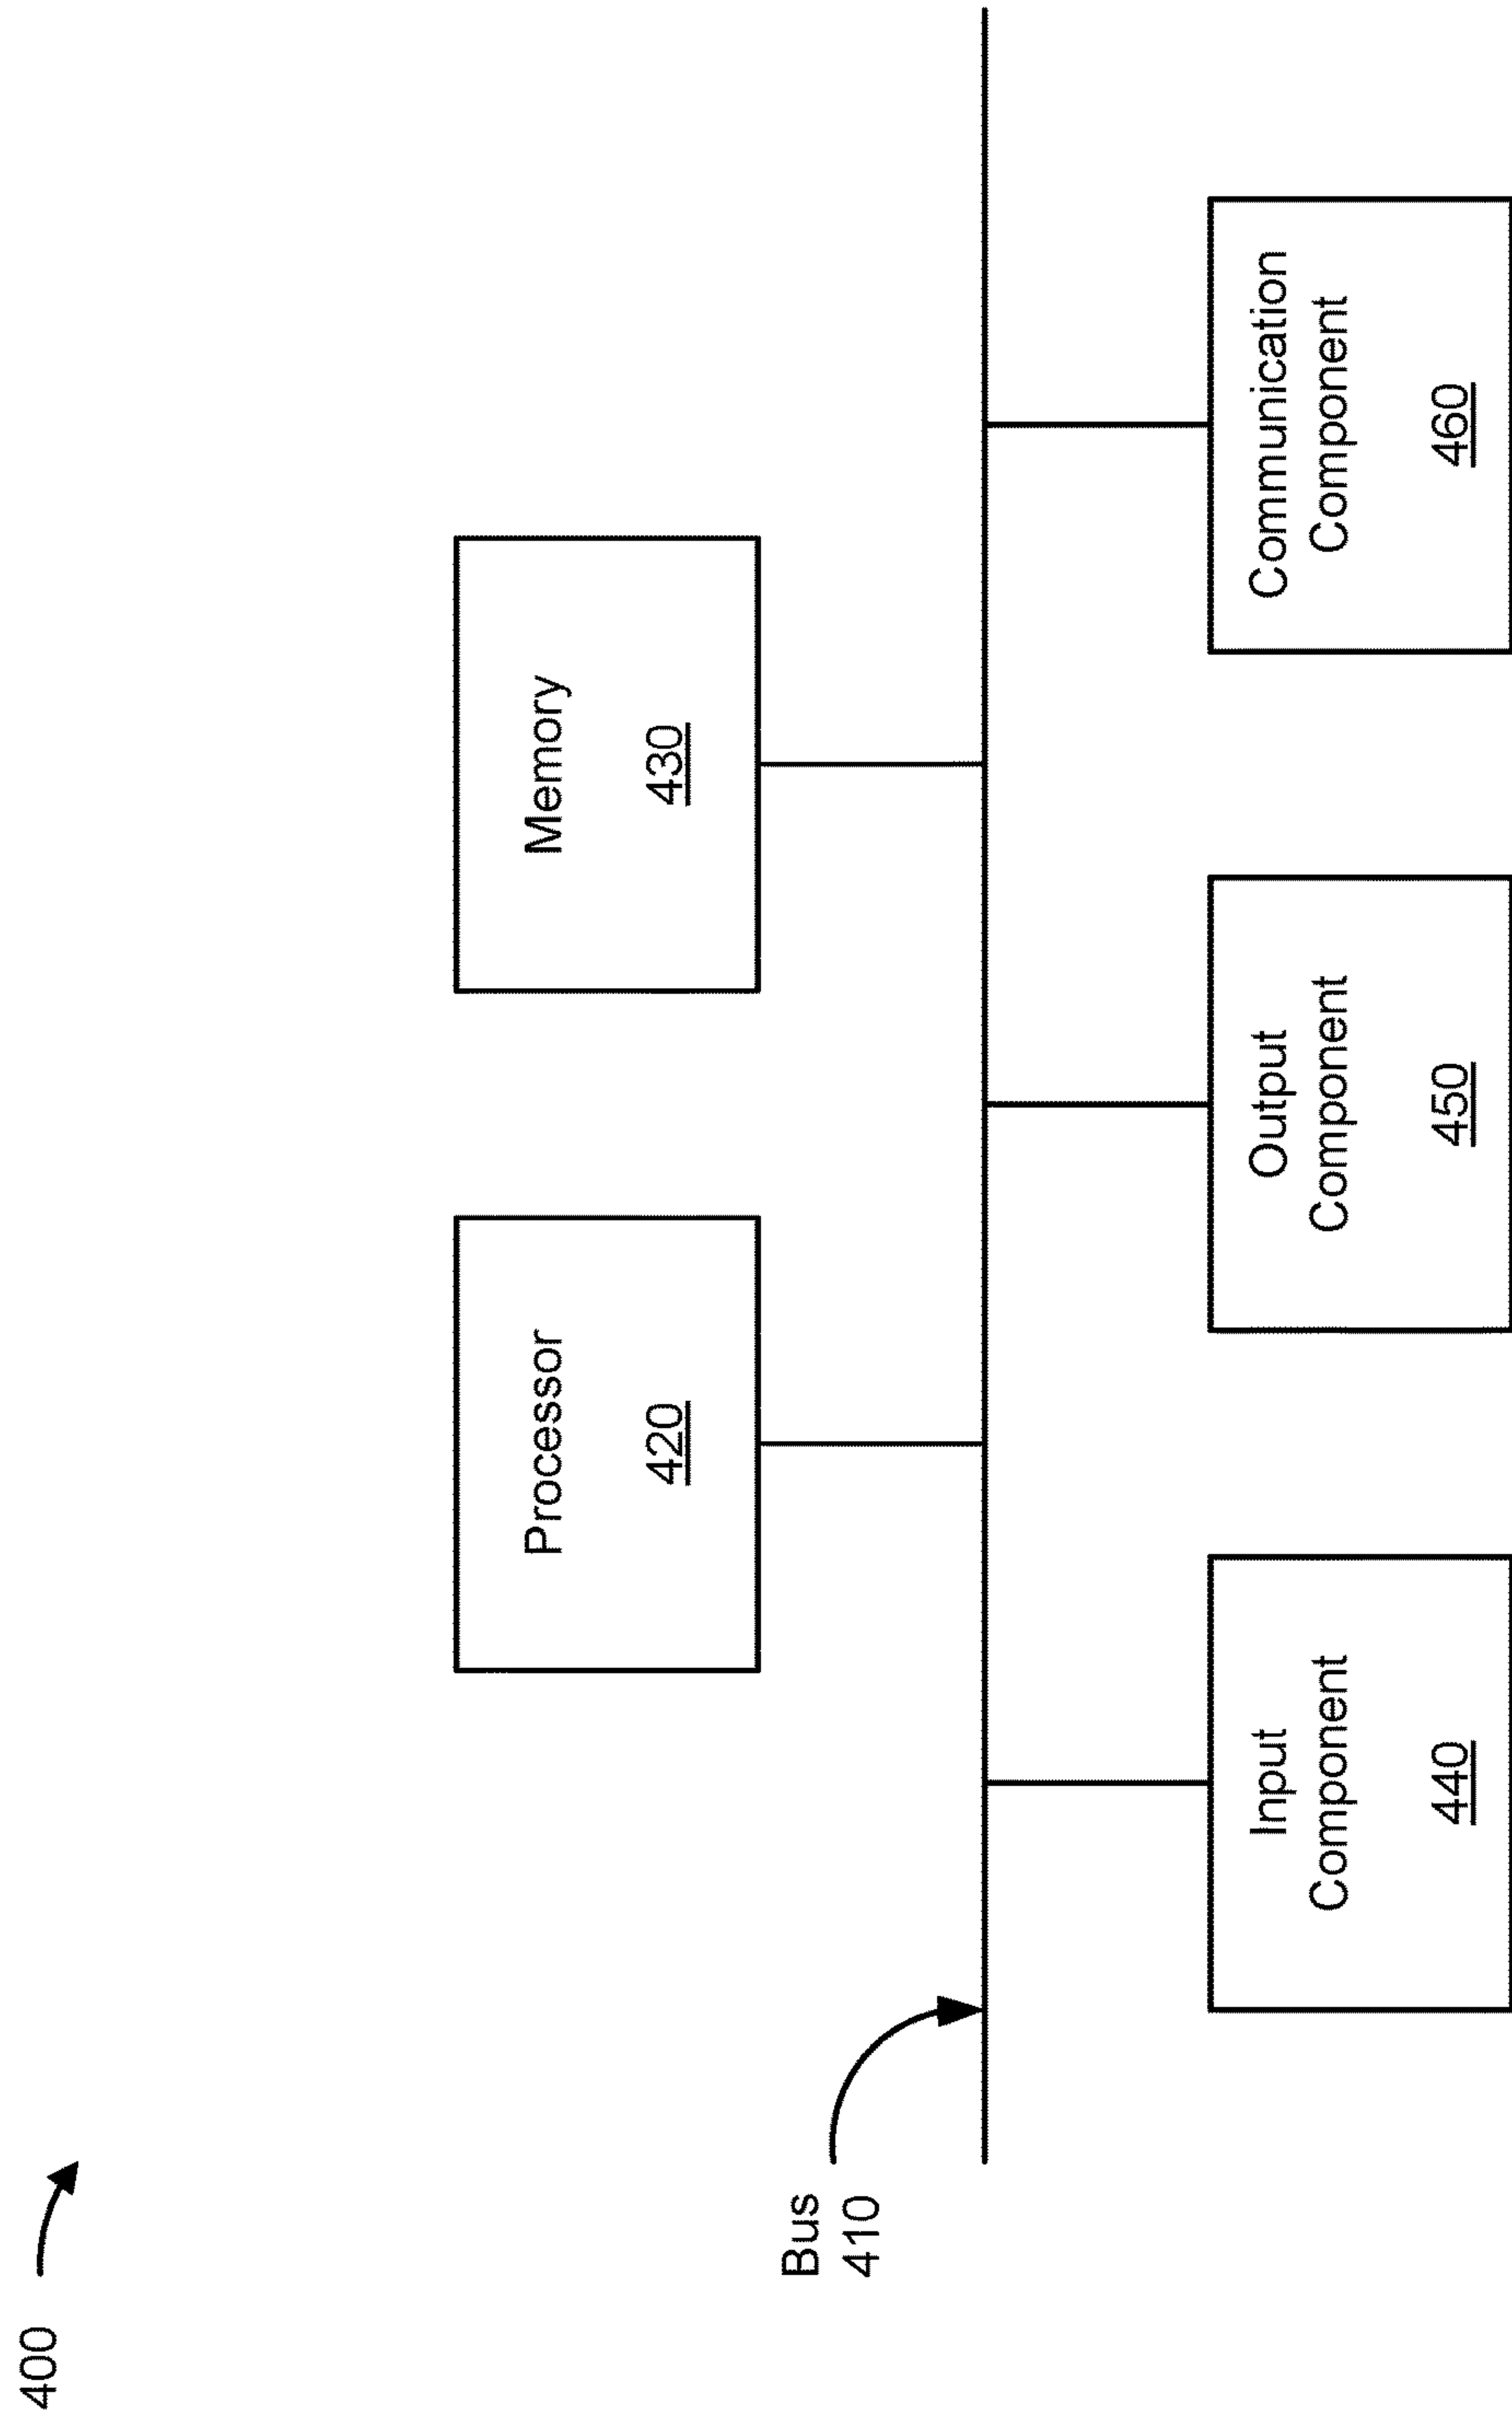 400
Processor
420
Memory
430
Bus
410
Input
Component
440
Output
Component
450
Communication
Component
460